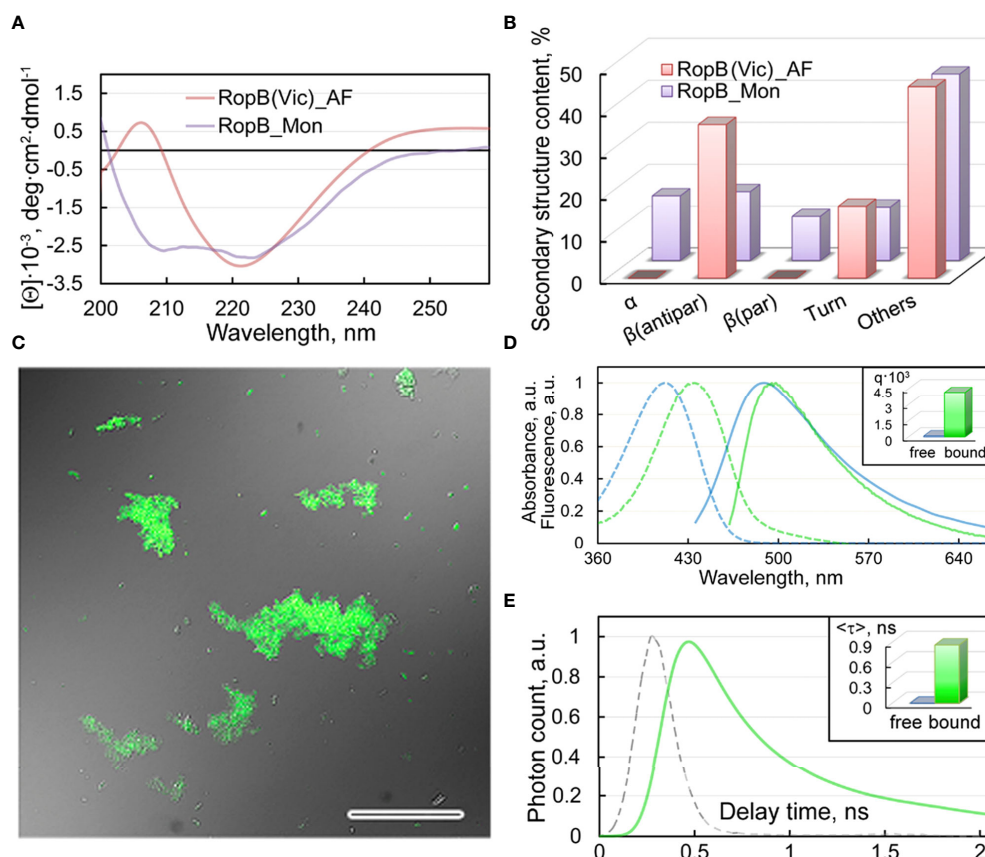 A
[Θ]·10⁻³, deg·cm²·dmol⁻¹
1.5
0.5
-0.5
-1.5
-2.5
-3.5
RopB(Vic)_AF
RopB_Mon
200 210 220 230 240 250
Wavelength, nm
B
Secondary structure content, %
50
40
30
20
10
0
RopB(Vic)_AF
RopB_Mon
α β(antipar) β(par) Turn Others
C
D
Absorbance, a.u.
Fluorescence, a.u.
1
0.8
0.6
0.4
0.2
0
360 430 500 570 640
Wavelength, nm
q·10³
4.5
3
1.5
0
free bound
E
Photon count, a.u.
1
0.8
0.6
0.4
0.2
0
Delay time, ns
0 0.5 1 1.5 2
<τ>, ns
0.9
0.6
0.3
0
free bound